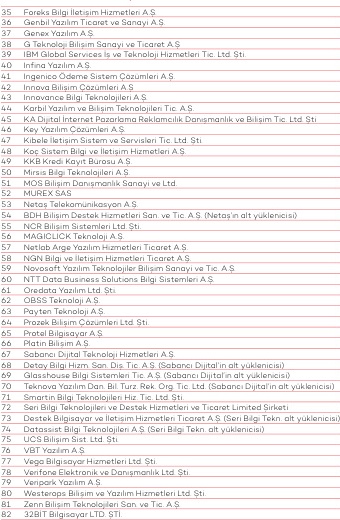 35 Foreks Bilgi İletişim Hizmetleri A.Ş.
36 Genbil Yazılım Ticaret ve Sanayi A.Ş.
37 Genex Yazılım A.Ş.
38 G Teknoloji Bilişim Sanayi ve Ticaret A.Ş.
39 IBM Global Services İş ve Teknoloji Hizmetleri Tic. Ltd. Şti.
40 Infina Yazılım A.Ş.
41 Ingenico Ödeme Sistem Çözümleri A.Ş.
42 Innova Bilişim Çözümleri A.Ş.
43 Innovance Bilgi Teknolojileri A.Ş.
44 Karbil Yazılım ve Bilişim Teknolojileri Tic. A.Ş.
45 KA Dijital İnternet Pazarlama Reklamcılık Danışmanlık ve Bilişim Tic. Ltd. Şti
46 Key Yazılım Çözümleri A.Ş.
47 Kibele İletişim Sistem ve Servisleri Tic. Ltd. Şti.
48 Koç Sistem Bilgi ve İletişim Hizmetleri A.Ş.
49 KKB Kredi Kayıt Bürosu A.Ş.
50 Mirsis Bilgi Teknolojileri A.Ş.
51 MOS Bilişim Danışmanlık Sanayi ve Ltd.
52 MUREX SAS
53 Netaş Telekomünikasyon A.Ş.
54 BDH Bilişim Destek Hizmetleri San. ve Tic. A.Ş. (Netaş'ın alt yüklenicisi)
55 NCR Bilişim Sistemleri Ltd. Şti.
56 MAGICLICK Teknoloji A.Ş.
57 Netlab Arge Yazılım Hizmetleri Ticaret A.Ş.
58 NGN Bilgi ve İletişim Hizmetleri Ticaret A.Ş.
59 Novosoft Yazılım Teknolojiler Bilişim Sanayi ve Tic. A.Ş.
60 NTT Data Business Solutions Bilgi Sistemleri A.Ş.
61 Oredata Yazılım Ltd. Şti.
62 OBSS Teknoloji A.Ş.
63 Payten Teknoloji A.Ş.
64 Prozek Bilişim Çözümleri Ltd. Şti.
65 Protel Bilgisayar A.Ş.
66 Platin Bilişim A.Ş.
67 Sabancı Dijital Teknoloji Hizmetleri A.Ş.
68 Detay Bilgi Hizm. San. Dış. Tic. A.Ş. (Sabancı Dijital'in alt yüklenicisi)
69 Glasshouse Bilgi Sistemleri Tic. A.Ş. (Sabancı Dijital'in alt yüklenicisi)
70 Teknova Yazılım Dan. Bil. Turz. Rek. Org. Tic. Ltd. (Sabancı Dijital'in alt yüklenicisi)
71 Smartin Bilgi Teknolojileri Hiz. Tic. Ltd. Şti.
72 Seri Bilgi Teknolojileri ve Destek Hizmetleri ve Ticaret Limited Şirketi
73 Destek Bilgisayar ve İletişim Hizmetleri Ticaret A.Ş. (Seri Bilgi Tekn. alt yüklenicisi)
74 Datassist Bilgi Teknolojileri A.Ş. (Seri Bilgi Tekn. alt yüklenicisi)
75 UCS Bilişim Sist. Ltd. Şti.
76 VBT Yazılım A.Ş.
77 Vega Bilgisayar Hizmetleri Ltd. Şti.
78 Verifone Elektronik ve Danışmanlık Ltd. Şti.
79 Veripark Yazılım A.Ş.
80 Westerops Bilişim ve Yazılım Hizmetleri Ltd. Şti.
81 Zenn Bilişim Teknolojileri San. ve Tic. A.Ş.
82 32BİT Bilgisayar LTD. ŞTİ.